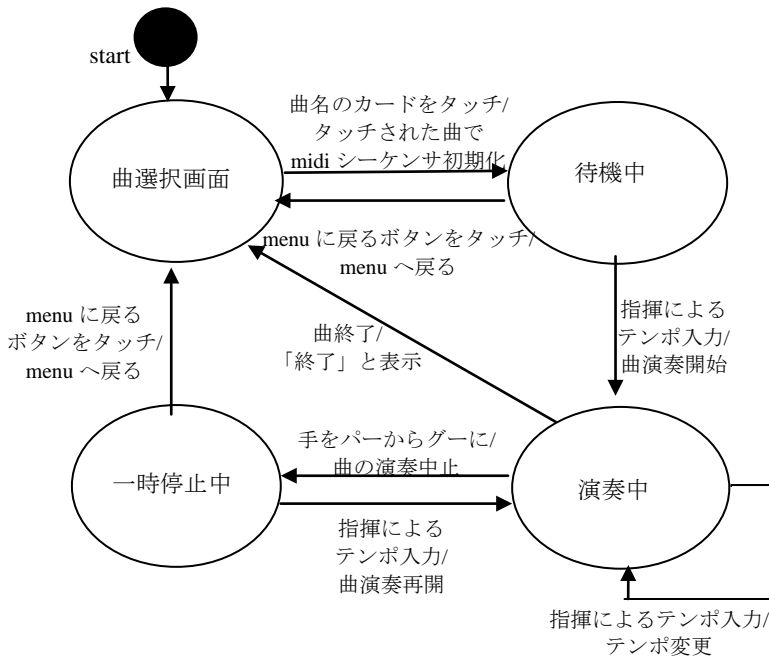 start
曲選択画面
曲名のカードをタッチ/
タッチされた曲で
midi シーケンサ初期化
待機中
menu に戻るボタンをタッチ/
menu へ戻る
menu に戻る
ボタンをタッチ/
menu へ戻る
曲終了/
「終了」と表示
指揮による
テンポ入力/
曲演奏開始
一時停止中
手をパーからグーに/
曲の演奏中止
演奏中
指揮による
テンポ入力/
曲演奏再開
指揮によるテンポ入力/
テンポ変更